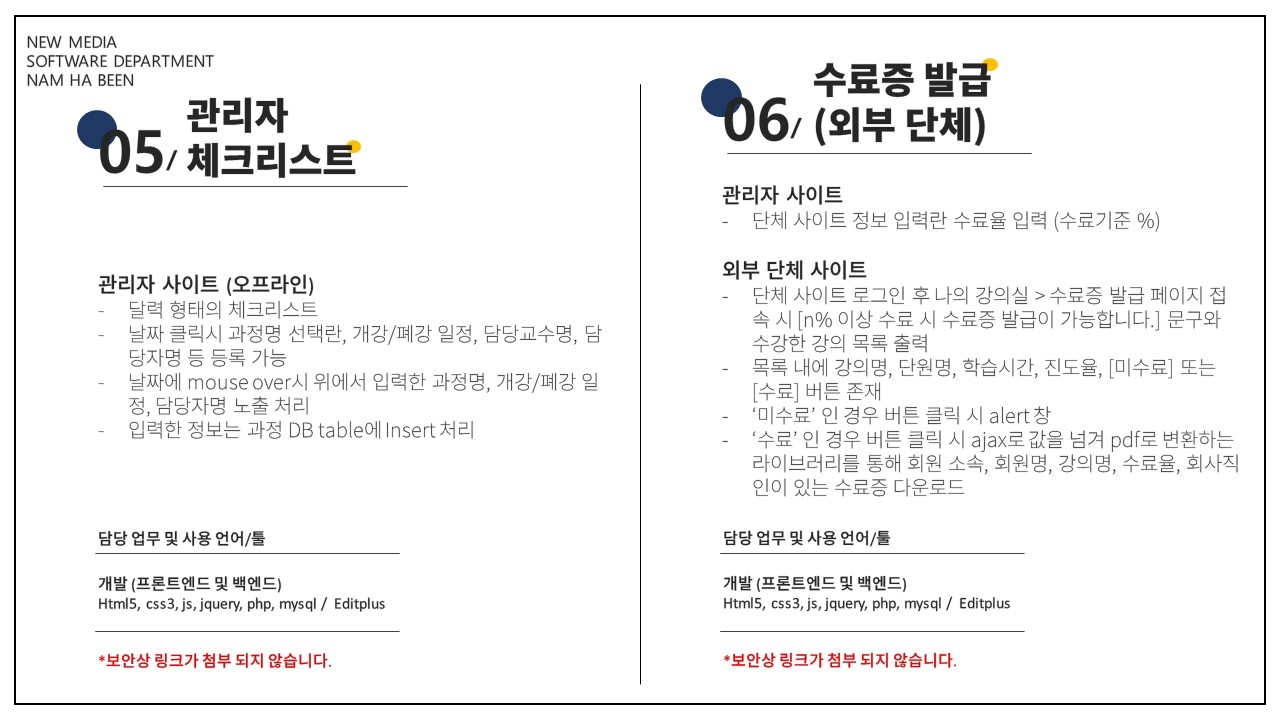 NEW MEDIA
SOFTWARE DEPARTMENT
NAM HA BEEN
05/ 관리자
체크리스트
관리자 사이트 (오프라인)
- 달력 형태의 체크리스트
- 날짜 클릭시 과정명 선택란, 개강/폐강 일정, 담당교수명, 담
당자명 등 등록 가능
- 날짜에 mouse over시 위에서 입력한 과정명, 개강/폐강 일
정, 담당자명 노출 처리
- 입력한 정보는 과정 DB table에 Insert 처리
담당 업무 및 사용 언어/툴
개발 (프론트엔드 및 백엔드)
Html5, css3, js, jquery, php, mysql / Editplus
*보안상 링크가 첨부 되지 않습니다.
06/ 수료증 발급
(외부 단체)
관리자 사이트
- 단체 사이트 정보 입력란 수료율 입력 (수료기준 %)
외부 단체 사이트
- 단체 사이트 로그인 후 나의 강의실 > 수료증 발급 페이지 접
속 시 [n% 이상 수료 시 수료증 발급이 가능합니다.] 문구와
수강한 강의 목록 출력
- 목록 내에 강의명, 단원명, 학습시간, 진도율, [미수료] 또는
[수료] 버튼 존재
- ‘미수료’ 인 경우 버튼 클릭 시 alert 창
- ‘수료’ 인 경우 버튼 클릭 시 ajax로 값을 넘겨 pdf로 변환하는
라이브러리를 통해 회원 소속, 회원명, 강의명, 수료율, 회사직
인이 있는 수료증 다운로드
담당 업무 및 사용 언어/툴
개발 (프론트엔드 및 백엔드)
Html5, css3, js, jquery, php, mysql / Editplus
*보안상 링크가 첨부 되지 않습니다.